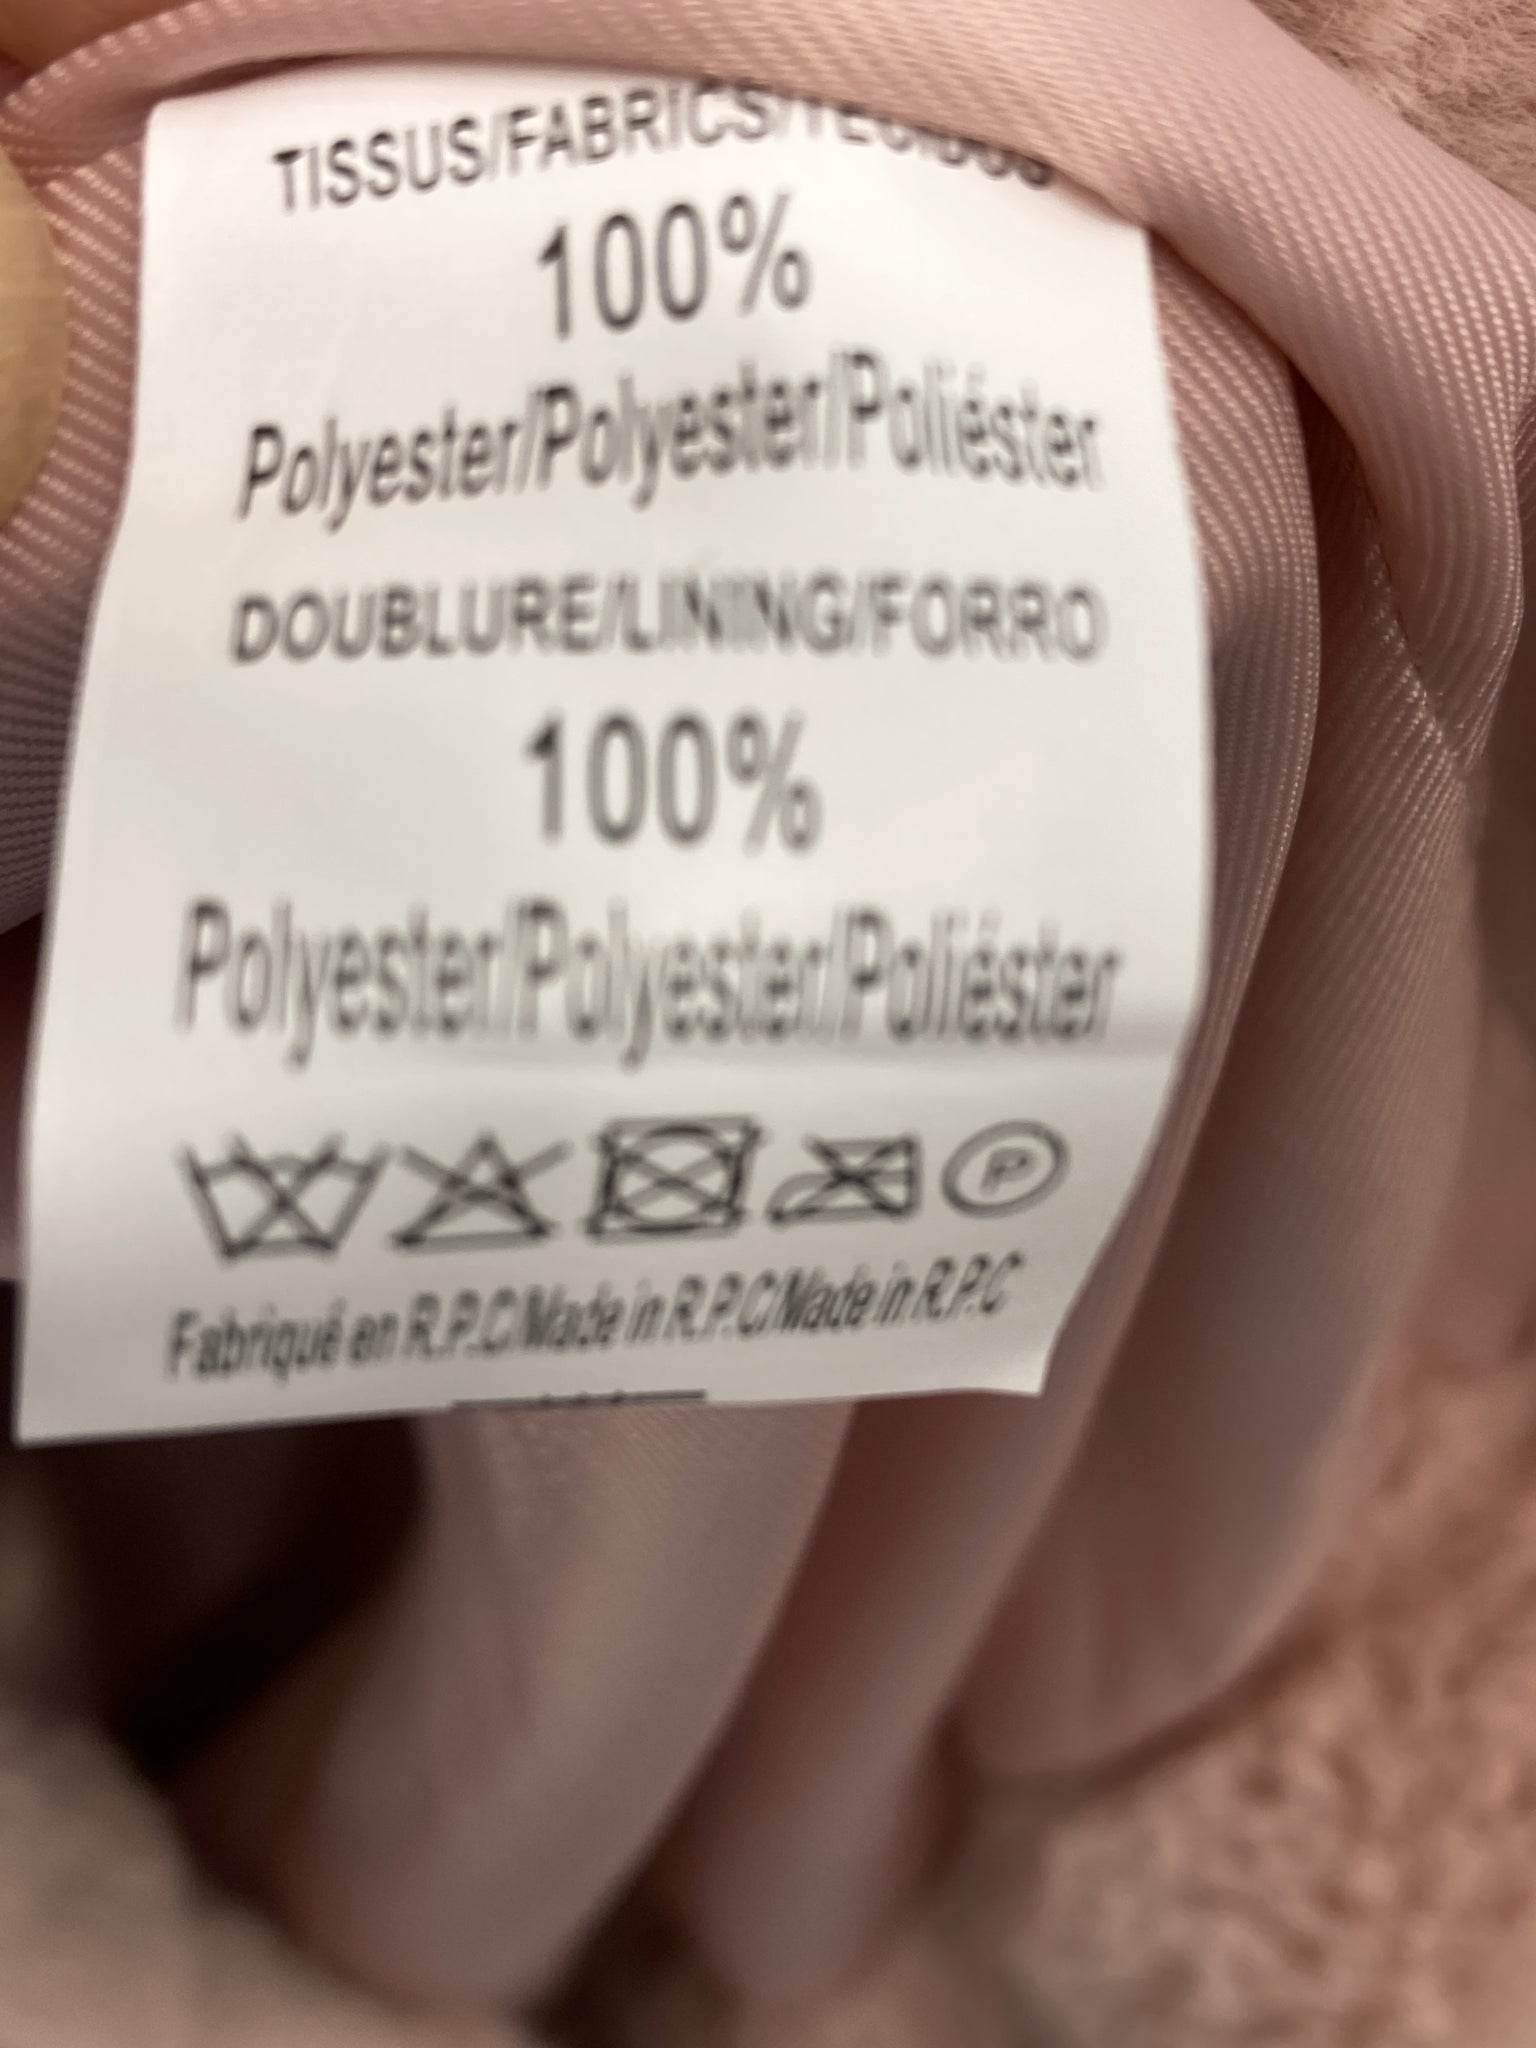 TISSUS/FABRICS/TECIDOS
100%
Polyester/Polyester/Poliéster
DOUBLURE/LINING/FORRO
100%
Polyester/Polyester/Poliéster
P
Fabriqué en R.P.C/Made in R.P.C/Made in R.P.C